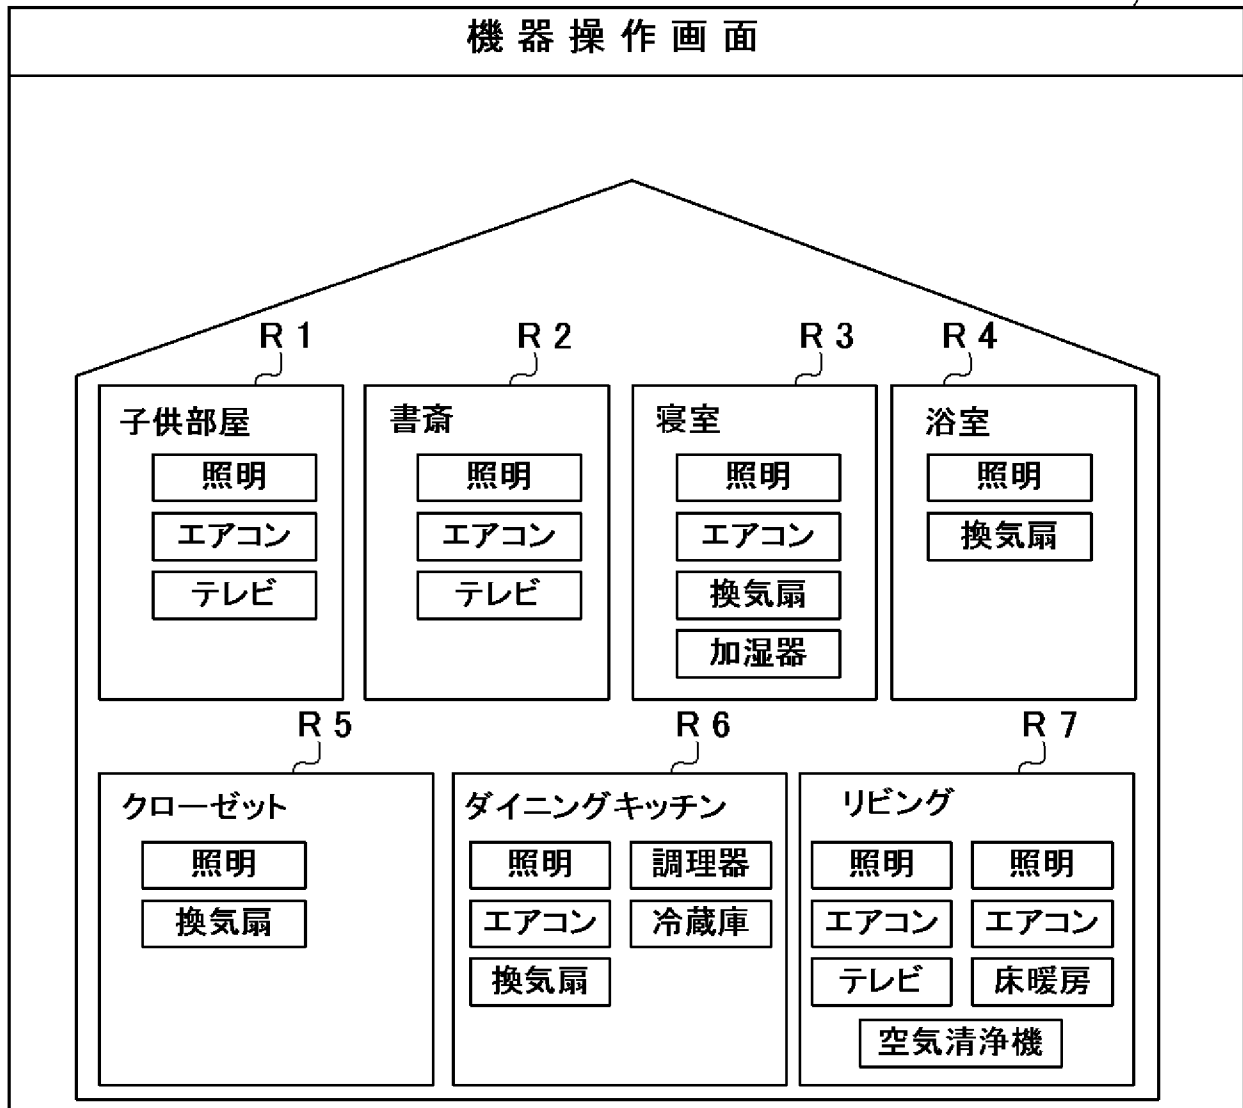 機器操作画面
R1
R2
R3
R4
子供部屋
照明
エアコン
テレビ
書斎
照明
エアコン
テレビ
寝室
照明
エアコン
換気扇
加湿器
浴室
照明
換気扇
R5
R6
R7
クローゼット
照明
換気扇
ダイニングキッチン
照明
調理器
エアコン
冷蔵庫
換気扇
リビング
照明
照明
エアコン
エアコン
テレビ
床暖房
空気清浄機